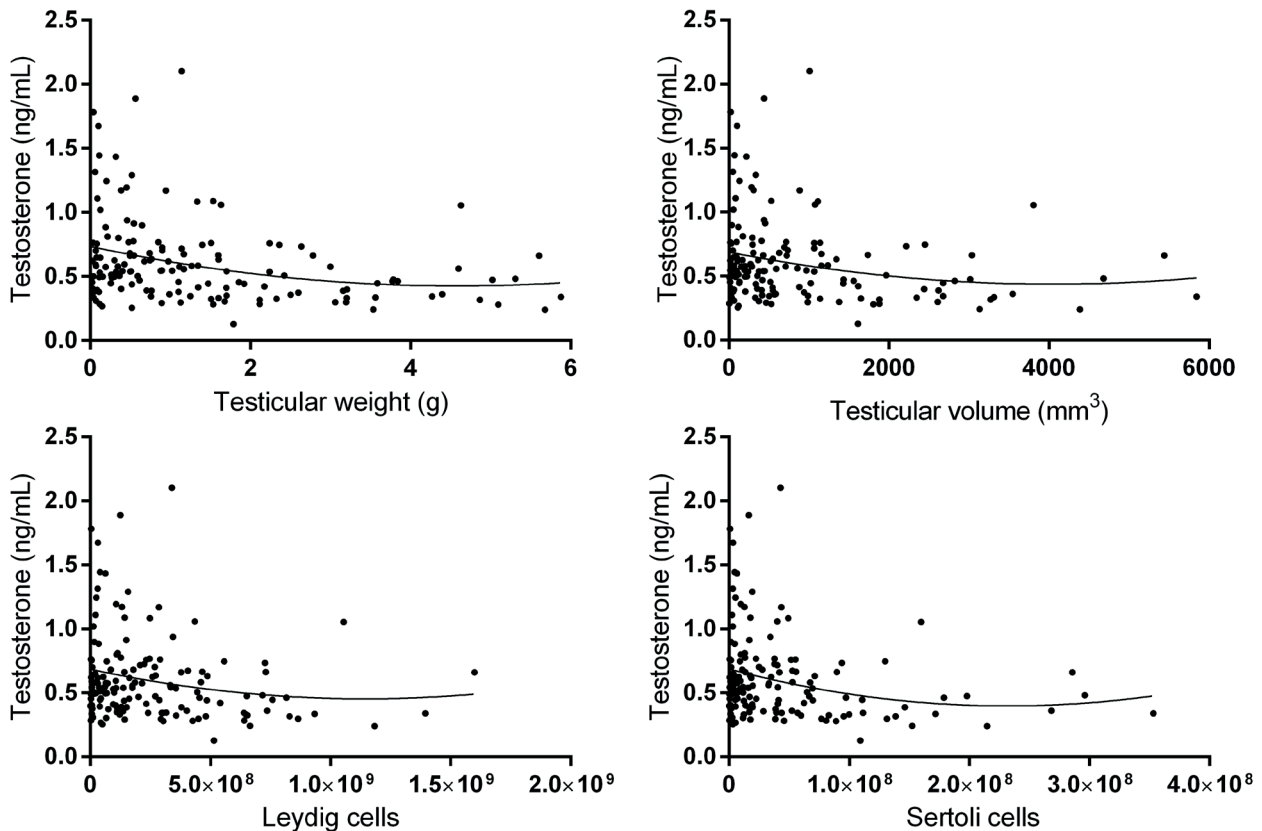 2.5
2.0
1.5
1.0
0.5
0.0
Testosterone (ng/mL)
0 2 4 6
Testicular weight (g)
2.5
2.0
1.5
1.0
0.5
0.0
Testosterone (ng/mL)
0 2000 4000 6000
Testicular volume (mm³)
2.5
2.0
1.5
1.0
0.5
0.0
Testosterone (ng/mL)
0 5.0×10⁸ 1.0×10⁹ 1.5×10⁹ 2.0×10⁹
Leydig cells
2.5
2.0
1.5
1.0
0.5
0.0
Testosterone (ng/mL)
0 1.0×10⁸ 2.0×10⁸ 3.0×10⁸ 4.0×10⁸
Sertoli cells